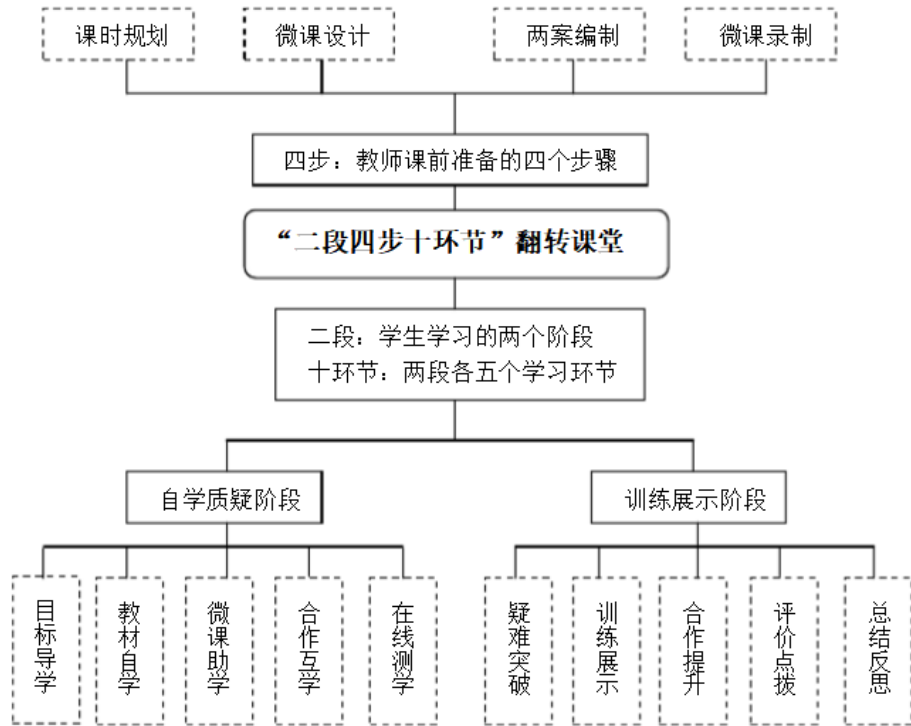 课时规划
微课设计
两案编制
微课录制
四步：教师课前准备的四个步骤
“二段四步十环节”翻转课堂
二段：学生学习的两个阶段
十环节：两段各五个学习环节
自学质疑阶段
训练展示阶段
目标导学
教材自学
微课助学
合作互学
在线测学
疑难突破
训练展示
合作提升
评价点拨
总结反思